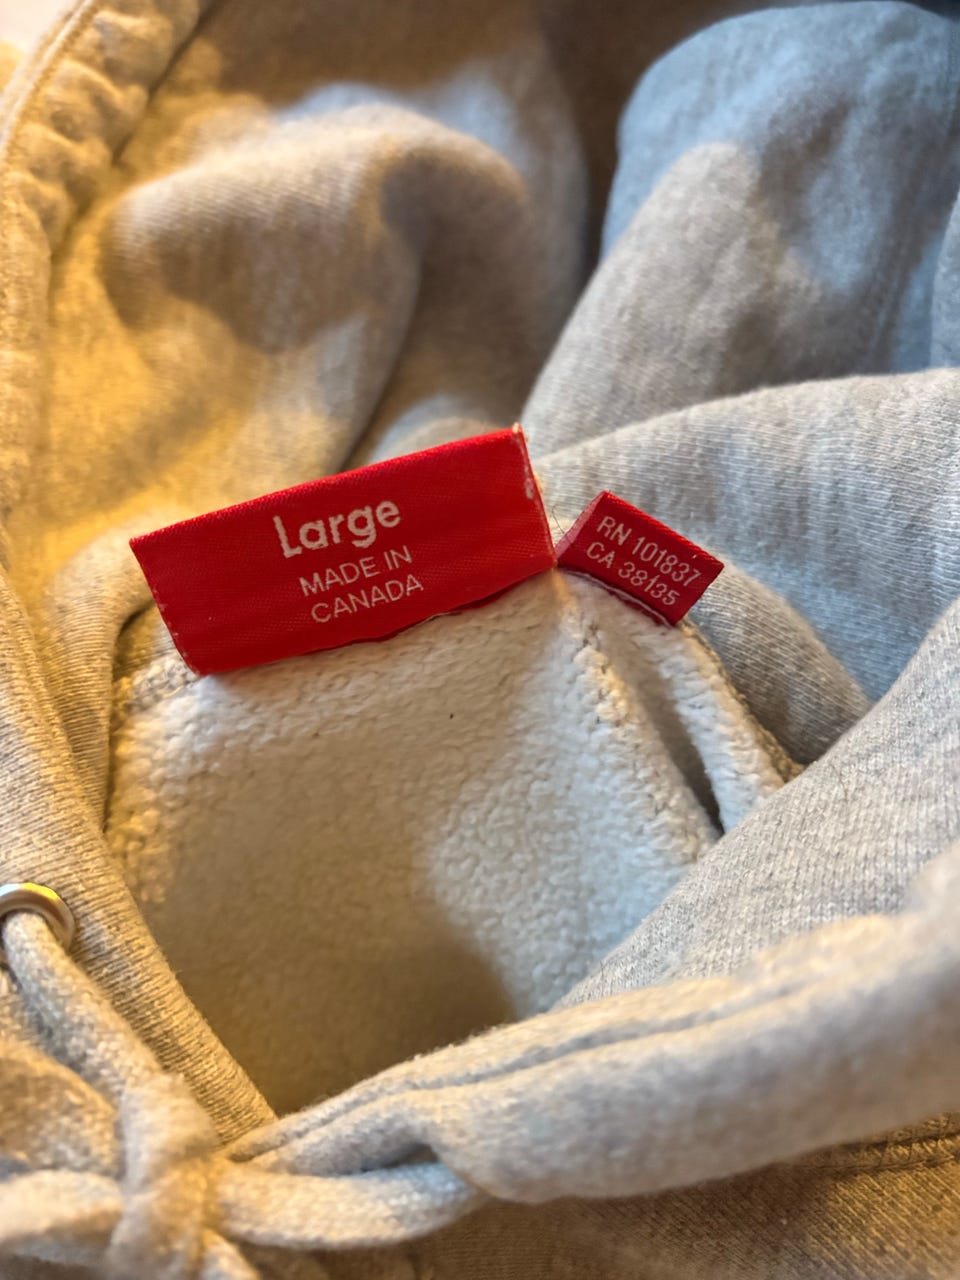 Large
MADE IN
CANADA
RN 101837
CA 38135